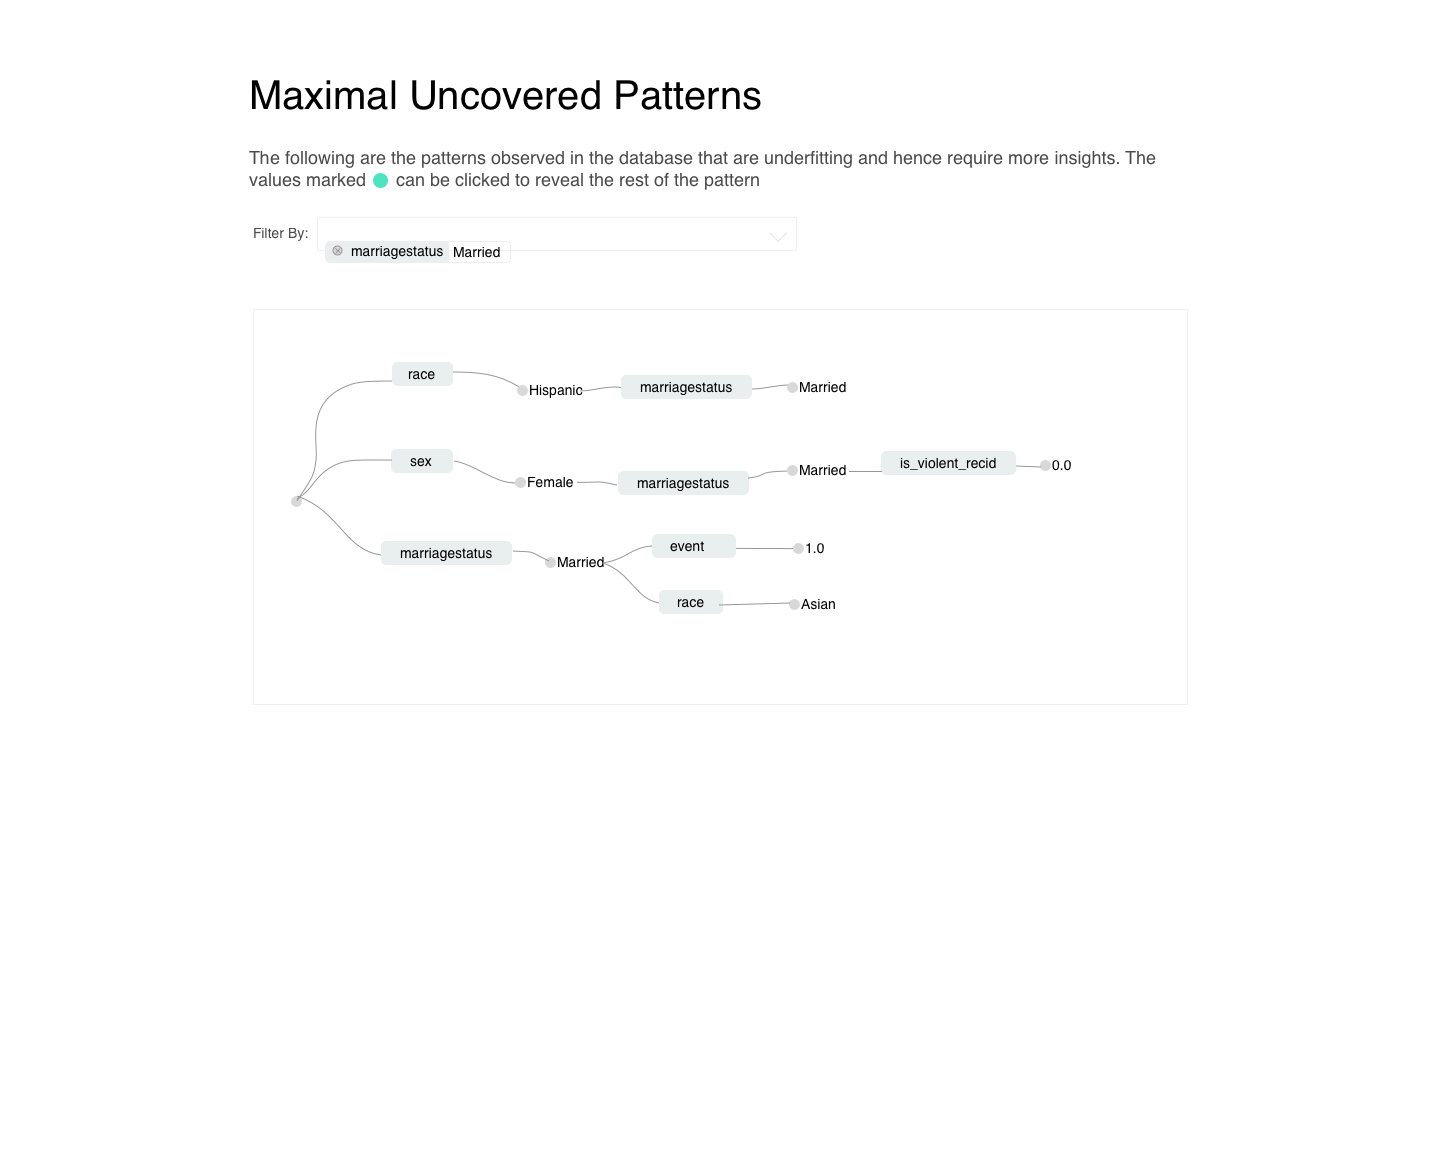 Maximal Uncovered Patterns
The following are the patterns observed in the database that are underfitting and hence require more insights. The
values marked can be clicked to reveal the rest of the pattern
Filter By:
marriagestatus Married
race Hispanic marriagestatus Married
sex Female marriagestatus Married is_violent_recid 0.0
marriagestatus Married
event 1.0
race Asian